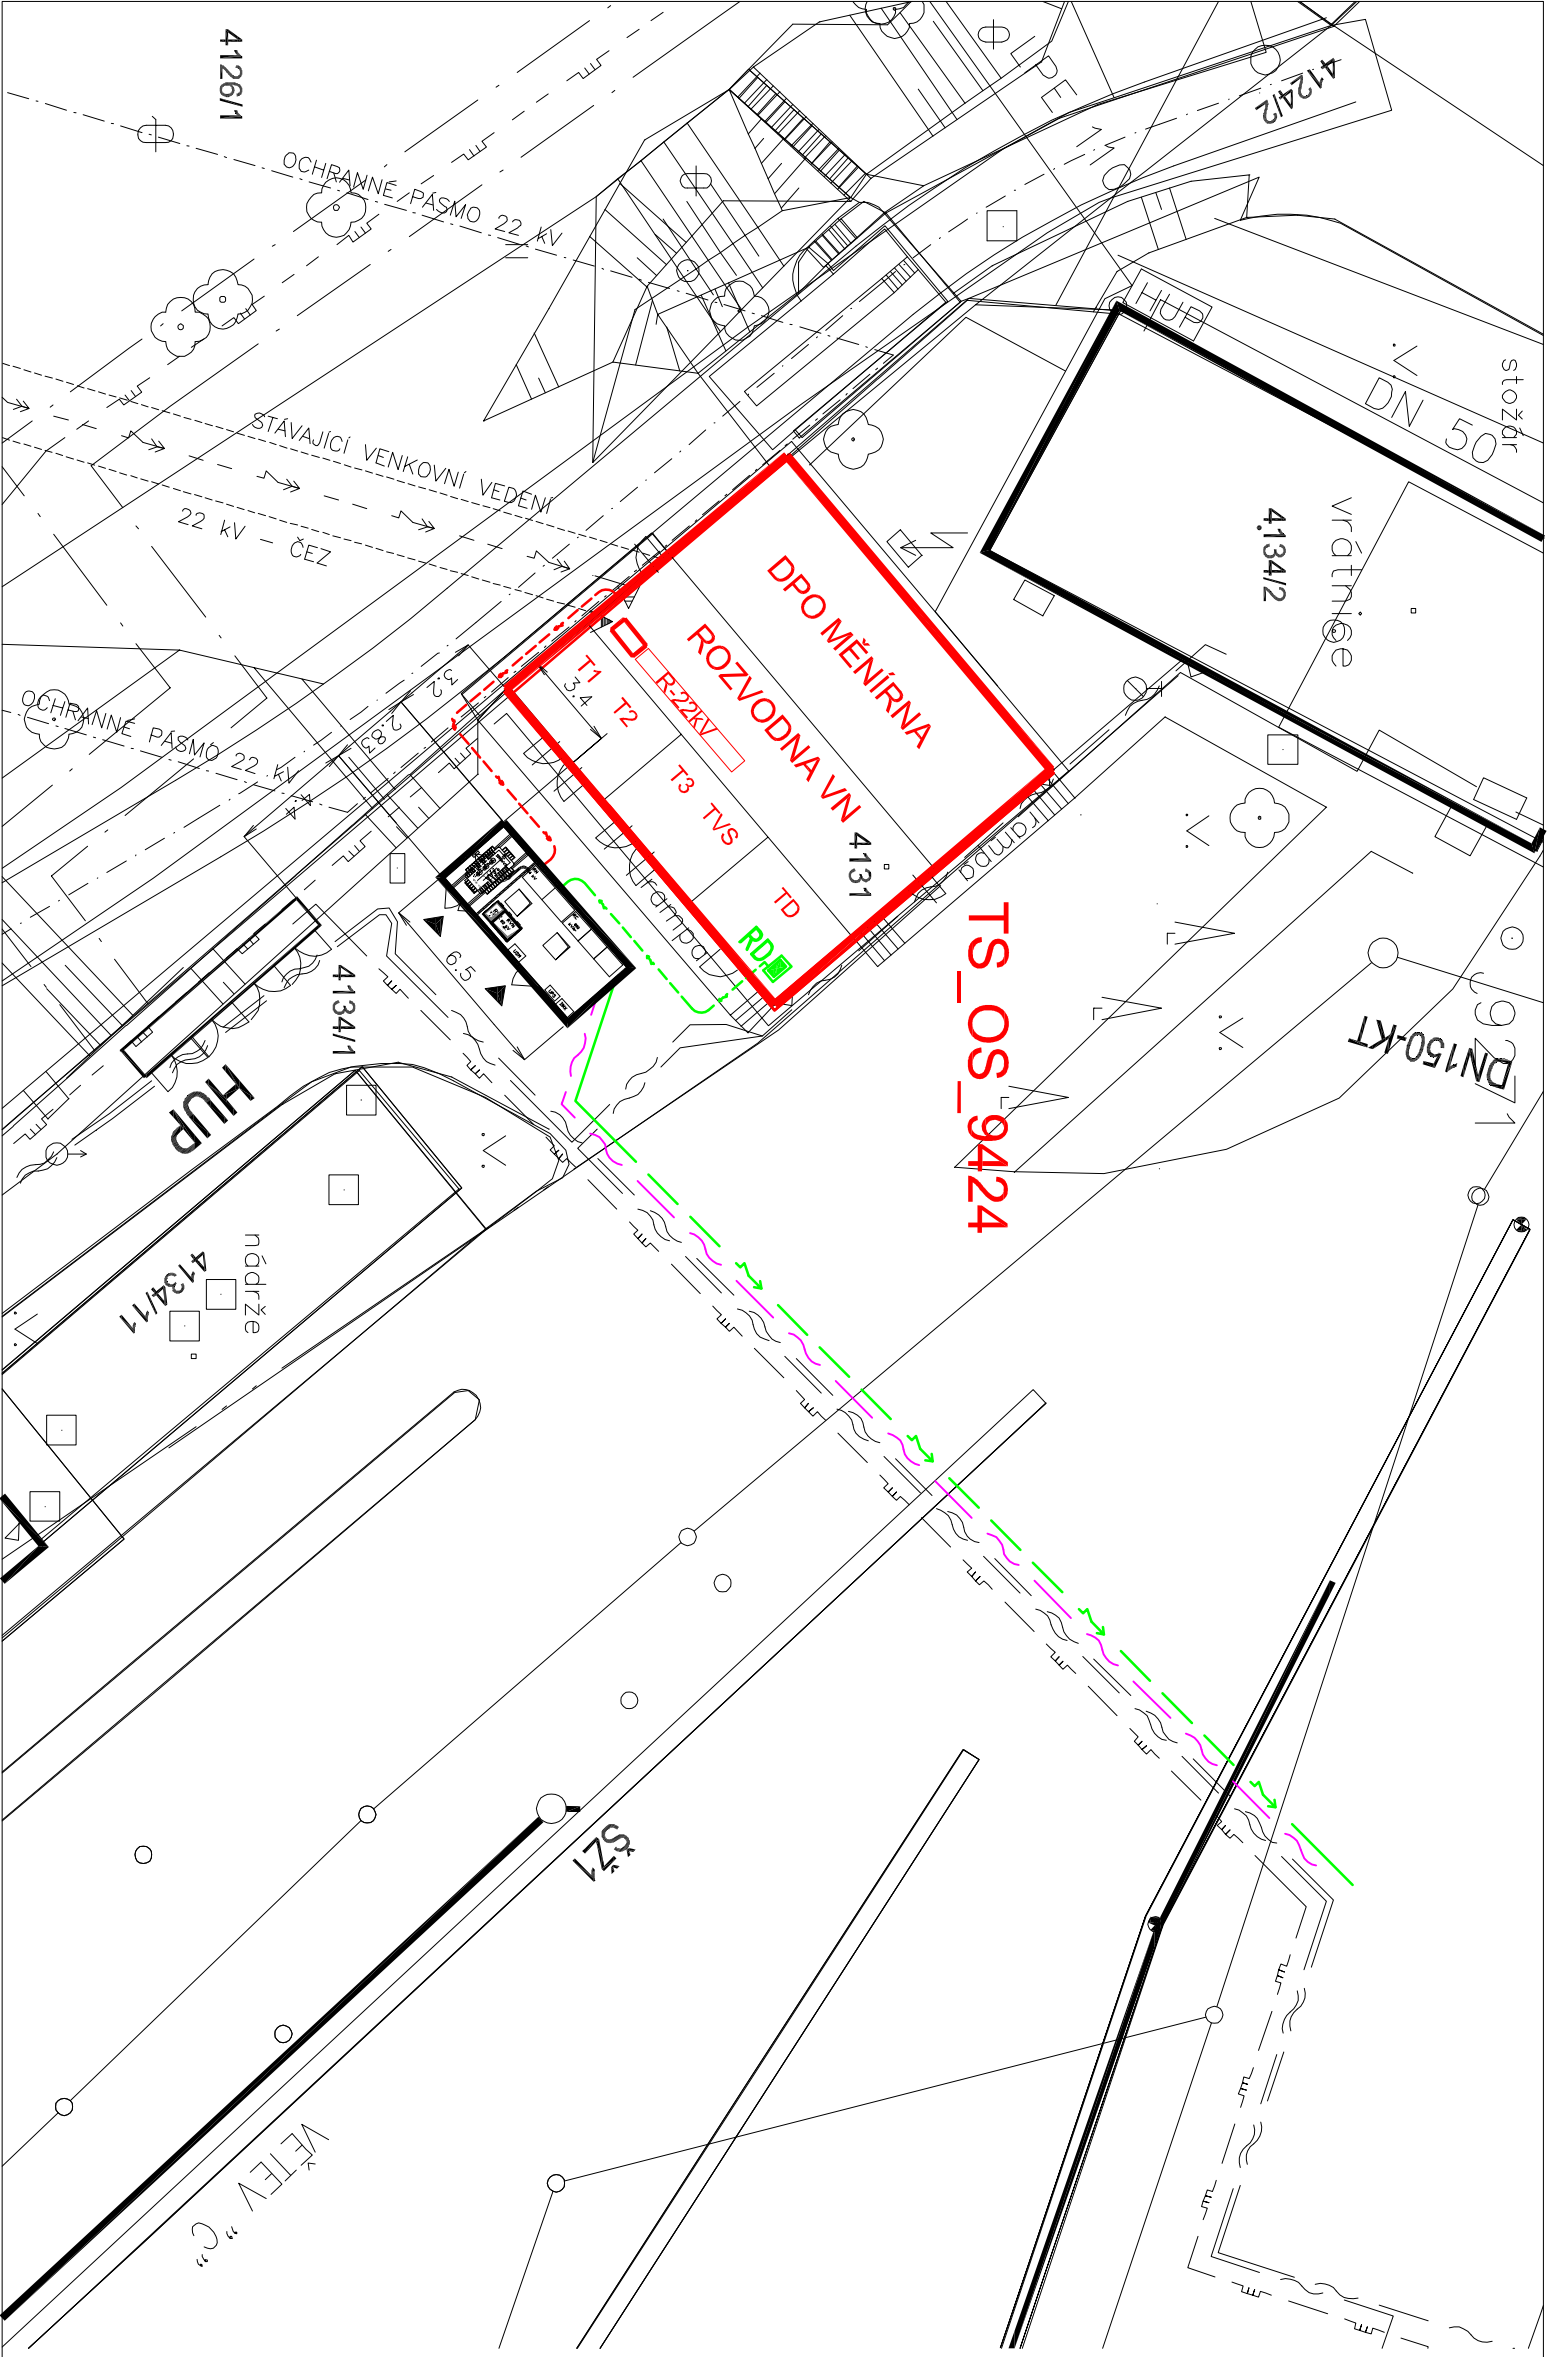 4126/1
LPE 110
4124/2
OCHRANNÉ PÁSMO 22 kV
HUP
DN 50
stožár
STÁVAJÍCÍ VENKOVNÍ VEDENÍ
22 kV – ČEZ
4134/2
vrátnice
DPO MĚNÍRNA
ROZVODNA VN
R-22kV
T1
T2
T3
TVS
TD
RD
3.4
3.2
2.83
OCHRANNÉ PÁSMO 22 kV
4131
rampa
rampa
6.5
TS_OS_9424
DN150-KT
4134/1
HUP
nádrže
4134/11
ŠŽ1
VĚTEV "C"